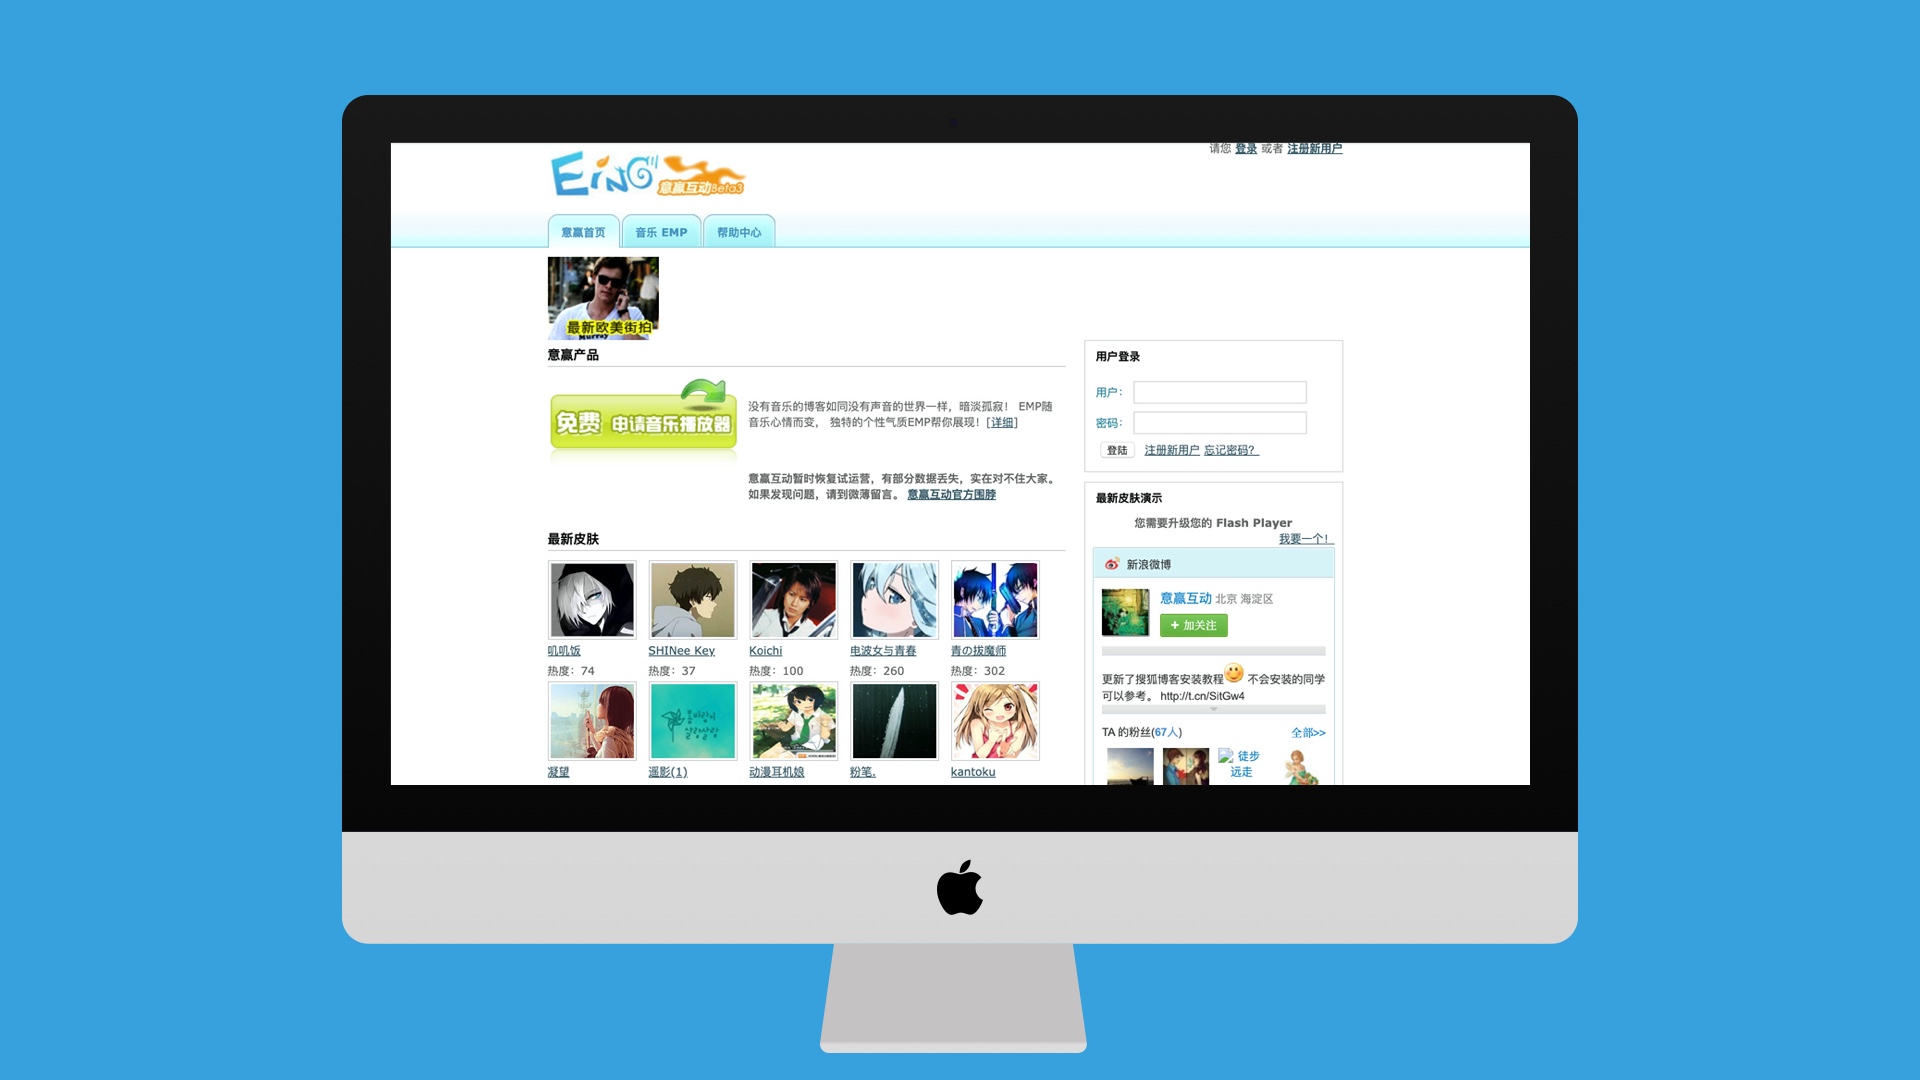 请您 登录 或者 注册新用户
EiNG
意赢互动Beta3
意赢首页
音乐 EMP
帮助中心
最新欧美街拍
意赢产品
免费 申请音乐播放器
没有音乐的博客如同没有声音的世界一样，暗淡孤寂！ EMP随
音乐心情而变， 独特的个性气质EMP帮你展现！[详细]
意赢互动暂时恢复试运营，有部分数据丢失，实在对不住大家。
如果发现问题，请到微薄留言。 意赢互动官方围脖
最新皮肤
叽叽饭
SHINee Key
Koichi
电波女与青春
青の拔魔师
热度：74
热度：37
热度：100
热度：260
热度：302
凝望
遥影(1)
动漫耳机娘
粉笔.
kantoku
用户登录
用户：
密码：
登陆 注册新用户 忘记密码？
最新皮肤演示
您需要升级您的 Flash Player
我要一个！
新浪微博
意赢互动 北京 海淀区
+ 加关注
更新了搜狐博客安装教程 不会安装的同学
可以参考。 http://t.cn/SitGw4
TA 的粉丝(67人)
全部>>
徒步
远走